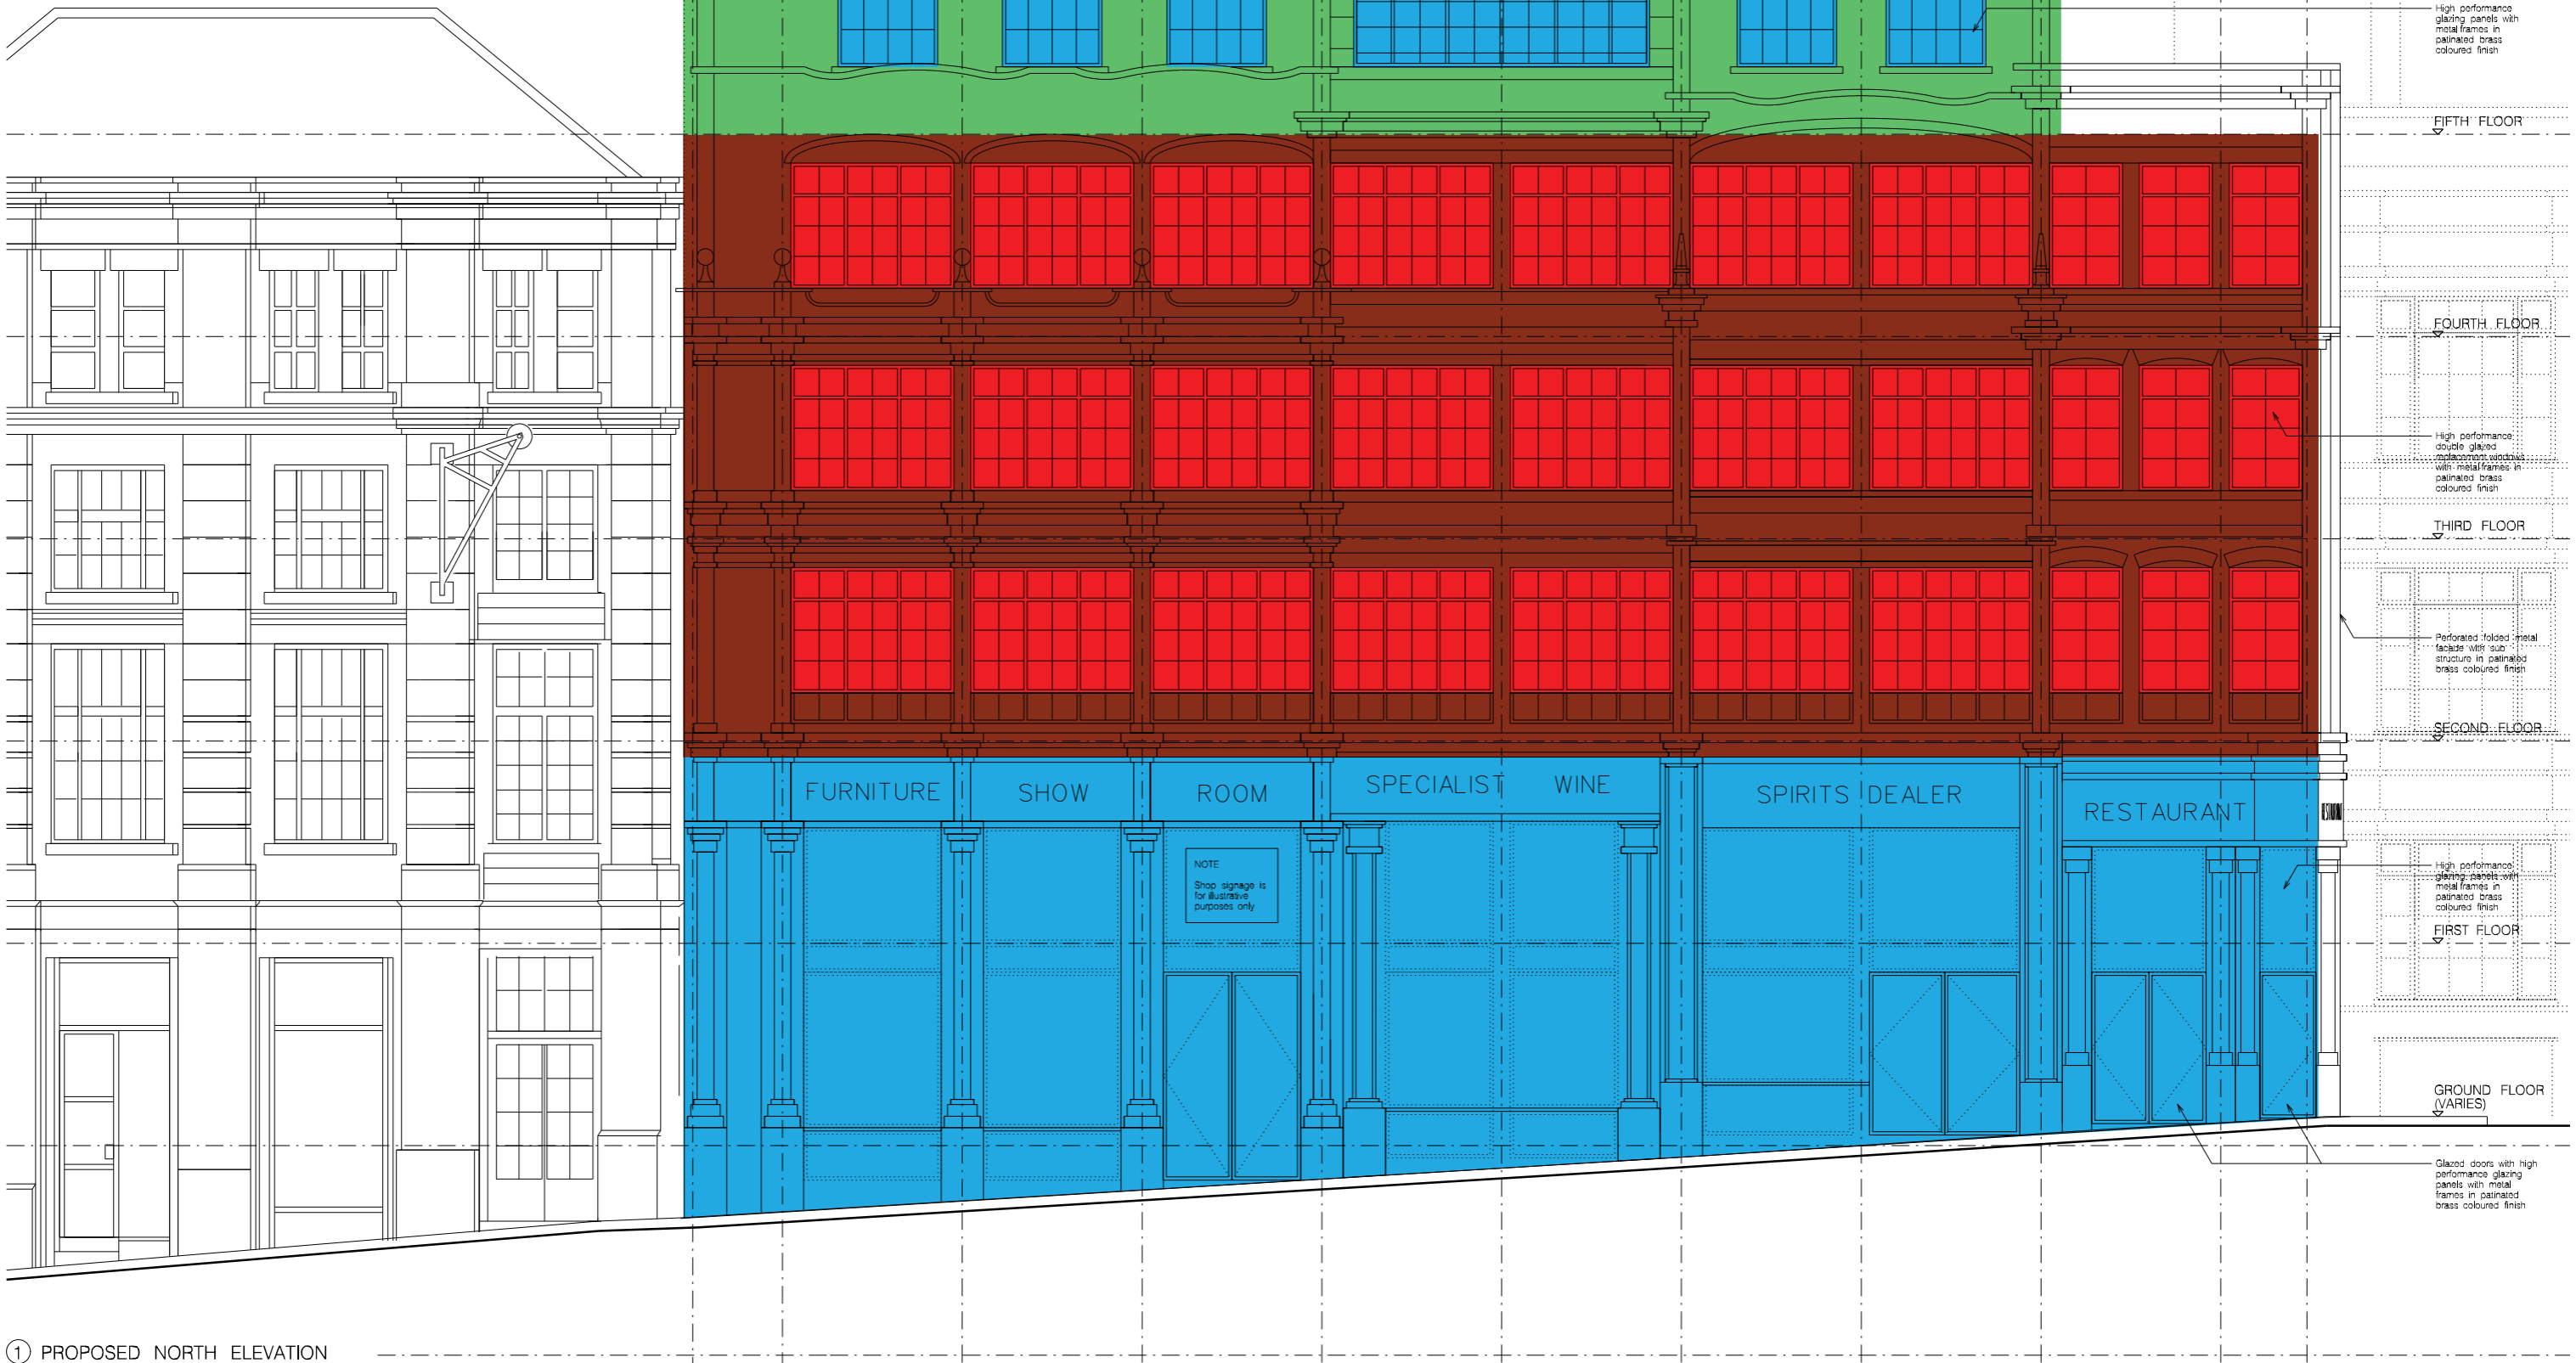 High performance
glazing panels with
metal frames in
patinated brass
coloured finish
FIFTH FLOOR
FOURTH FLOOR
High performance
double glazed
replacement windows
with metal frames in
patinated brass
coloured finish
THIRD FLOOR
Perforated folded metal
facade with sub
structure in patinated
brass coloured finish
SECOND FLOOR
FURNITURE SHOW ROOM SPECIALIST WINE SPIRITS DEALER RESTAURANT
RESTAURANT
NOTE
Shop signage is
for illustrative
purposes only
High performance
glazing panels with
metal frames in
patinated brass
coloured finish
FIRST FLOOR
GROUND FLOOR
(VARIES)
Glazed doors with high
performance glazing
panels with metal
frames in patinated
brass coloured finish
1 PROPOSED NORTH ELEVATION